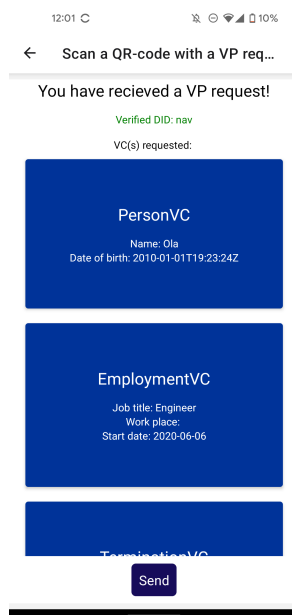 12:01
10%
Scan a QR-code with a VP req...
You have recieved a VP request!
Verified DID: nav
VC(s) requested:
PersonVC
Name: Ola
Date of birth: 2010-01-01T19:23:24Z
EmploymentVC
Job title: Engineer
Work place:
Start date: 2020-06-06
TerminationVC
Send